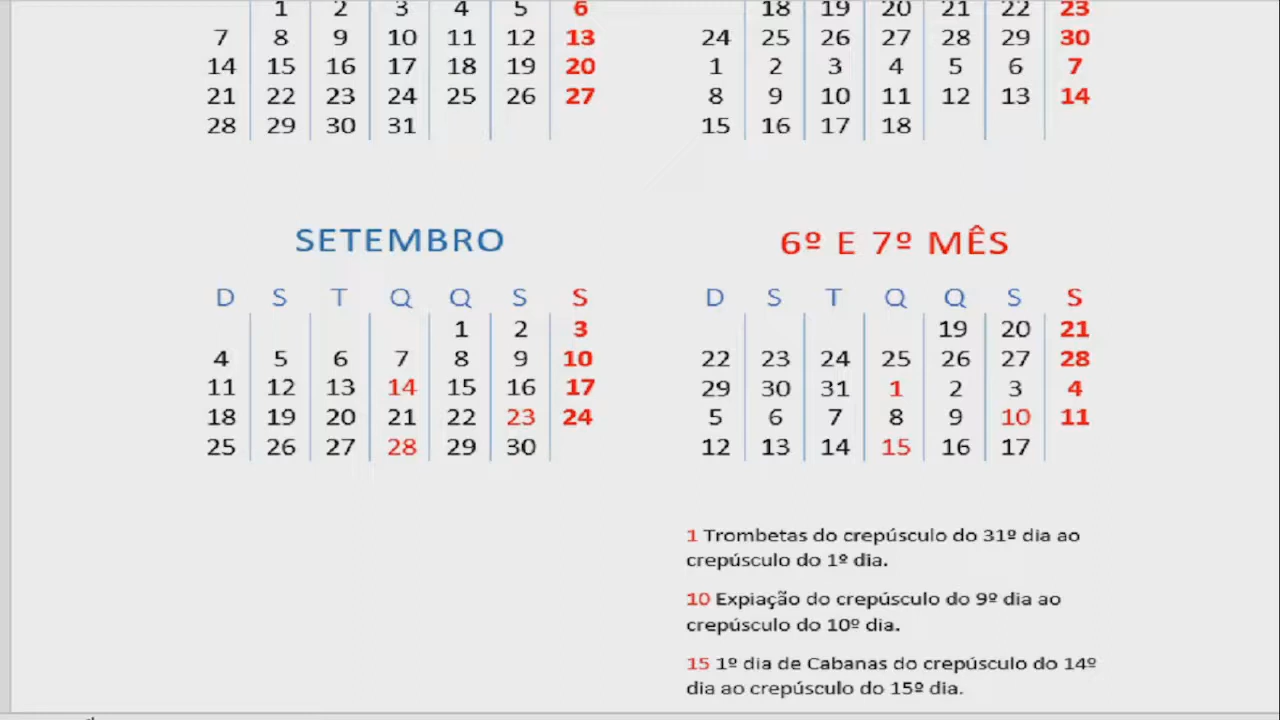 1 2 3 4 5 6
7 8 9 10 11 12 13
14 15 16 17 18 19 20
21 22 23 24 25 26 27
28 29 30 31
18 19 20 21 22 23
24 25 26 27 28 29 30
1 2 3 4 5 6 7
8 9 10 11 12 13 14
15 16 17 18
SETEMBRO
D S T Q Q S S
1 2 3
4 5 6 7 8 9 10
11 12 13 14 15 16 17
18 19 20 21 22 23 24
25 26 27 28 29 30
6º E 7º MÊS
D S T Q Q S S
19 20 21
22 23 24 25 26 27 28
29 30 31 1 2 3 4
5 6 7 8 9 10 11
12 13 14 15 16 17
1 Trombetas do crepúsculo do 31º dia ao
crepúsculo do 1º dia.
10 Expiação do crepúsculo do 9º dia ao
crepúsculo do 10º dia.
15 1º dia de Cabanas do crepúsculo do 14º
dia ao crepúsculo do 15º dia.